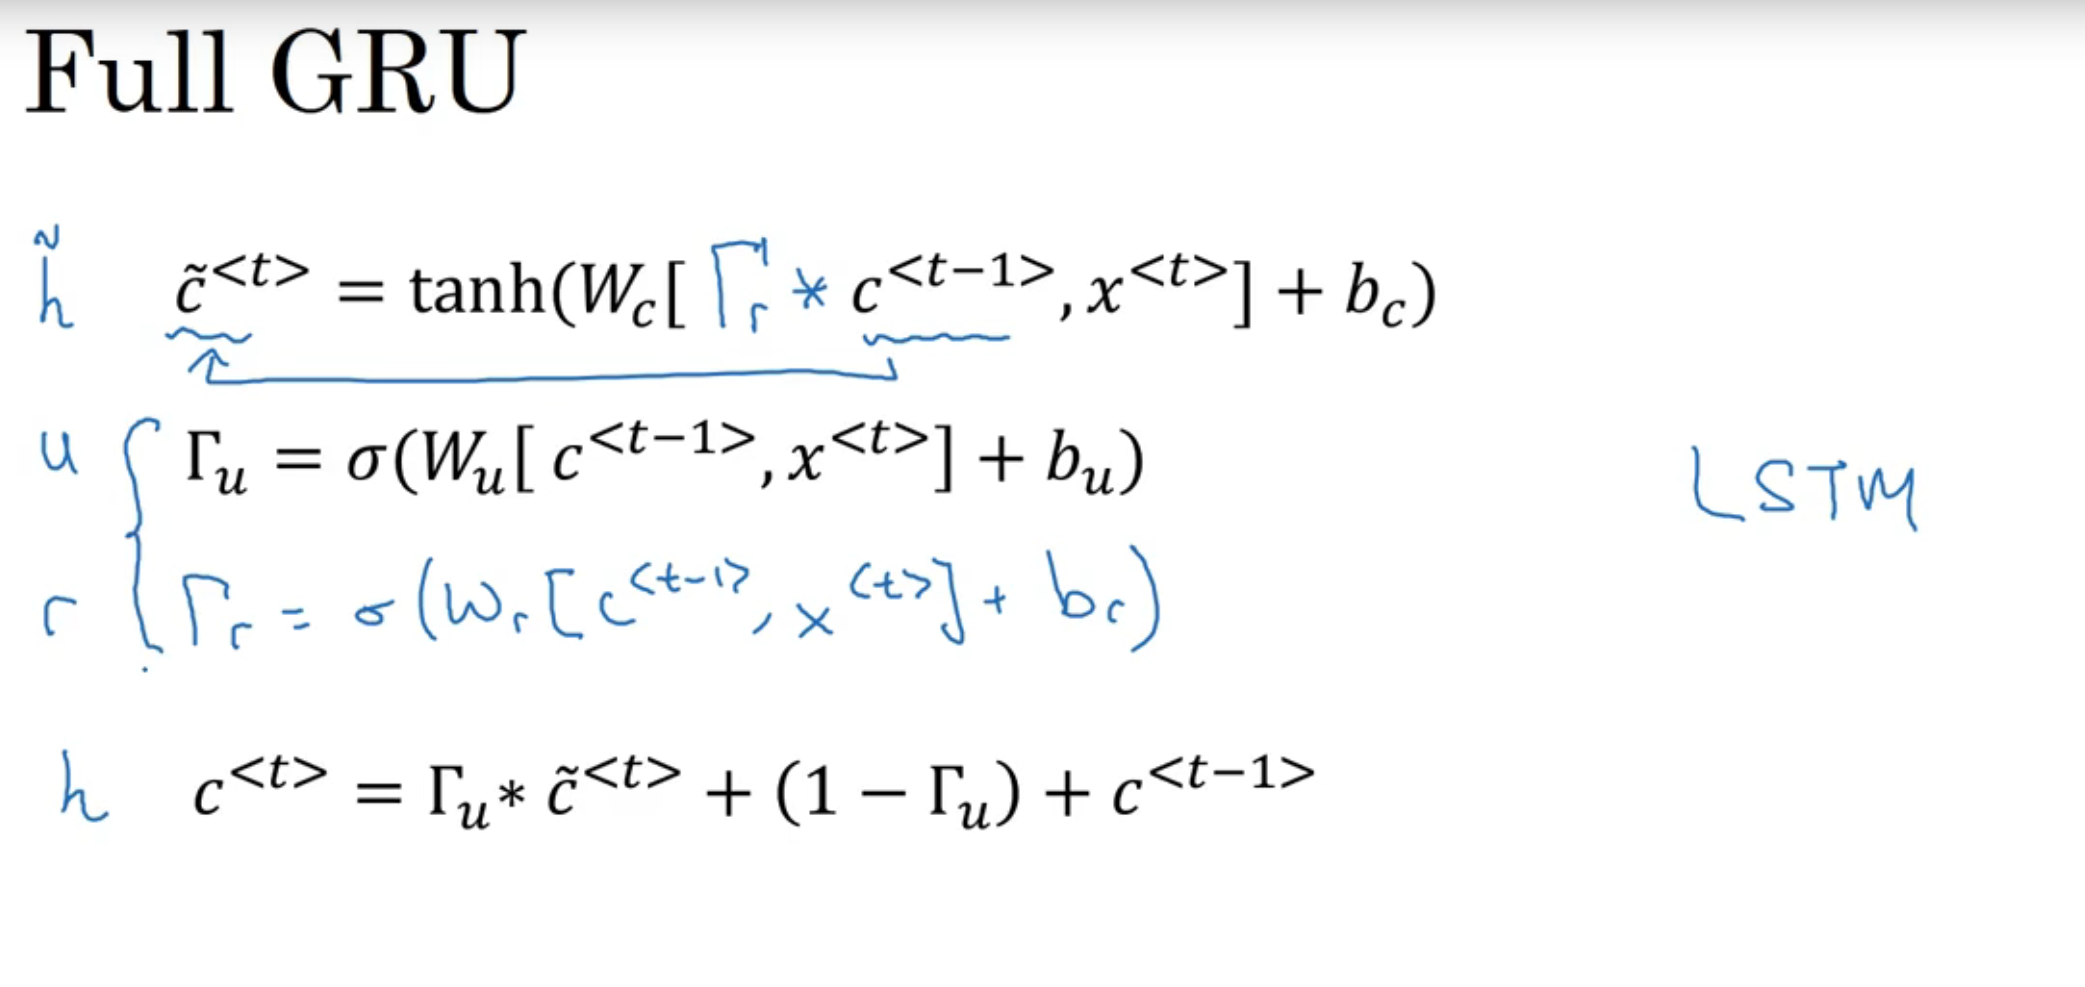 Full GRU
h̃ c̃<t> = tanh(Wc[ Γr * c<t−1>, x<t>] + bc)
u Γu = σ(Wu[ c<t−1>, x<t>] + bu)
LSTM
r Γr = σ(Wr[c<t-1>, x<t>] + br)
h c<t> = Γu * c̃<t> + (1 − Γu) + c<t−1>